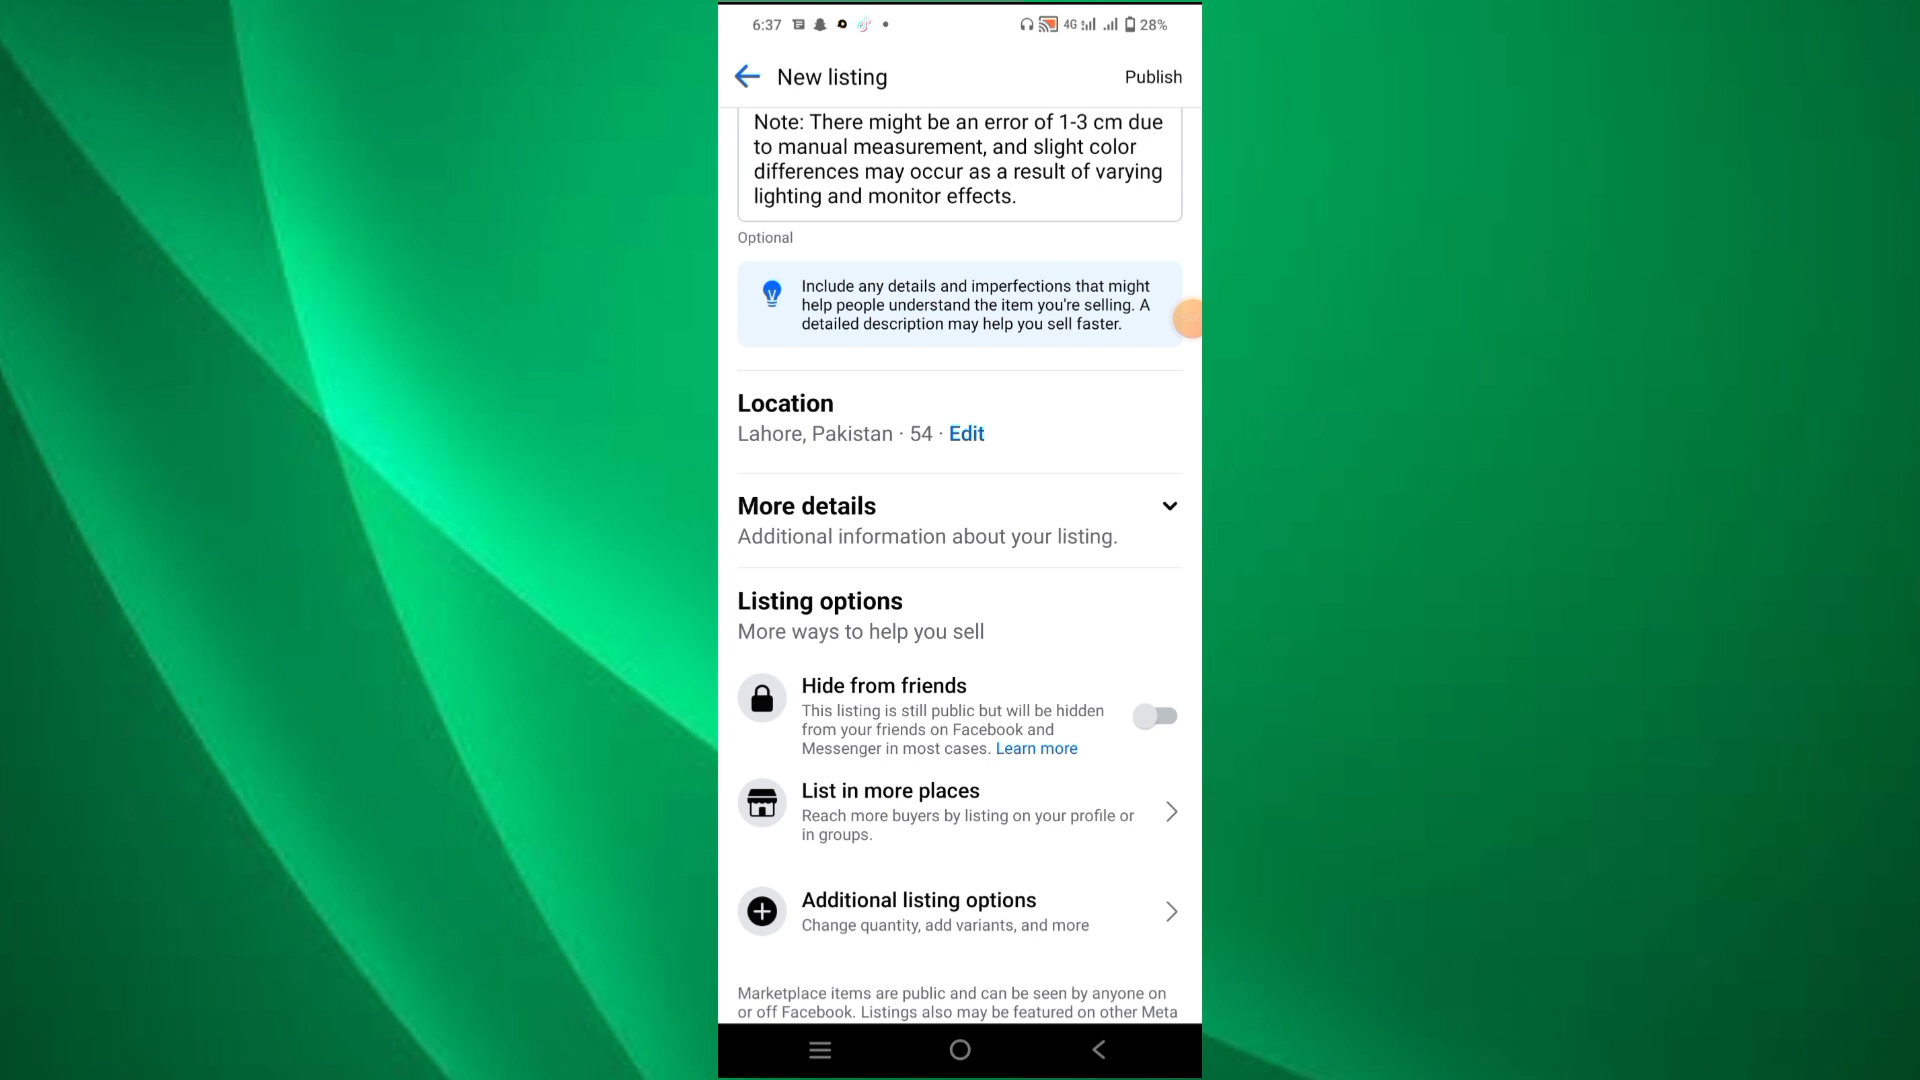 6:37
4G
28%
New listing
Publish
Note: There might be an error of 1-3 cm due
to manual measurement, and slight color
differences may occur as a result of varying
lighting and monitor effects.
Optional
Include any details and imperfections that might
help people understand the item you're selling. A
detailed description may help you sell faster.
Location
Lahore, Pakistan · 54 · Edit
More details
Additional information about your listing.
Listing options
More ways to help you sell
Hide from friends
This listing is still public but will be hidden
from your friends on Facebook and
Messenger in most cases. Learn more
List in more places
Reach more buyers by listing on your profile or
in groups.
Additional listing options
Change quantity, add variants, and more
Marketplace items are public and can be seen by anyone on
or off Facebook. Listings also may be featured on other Meta